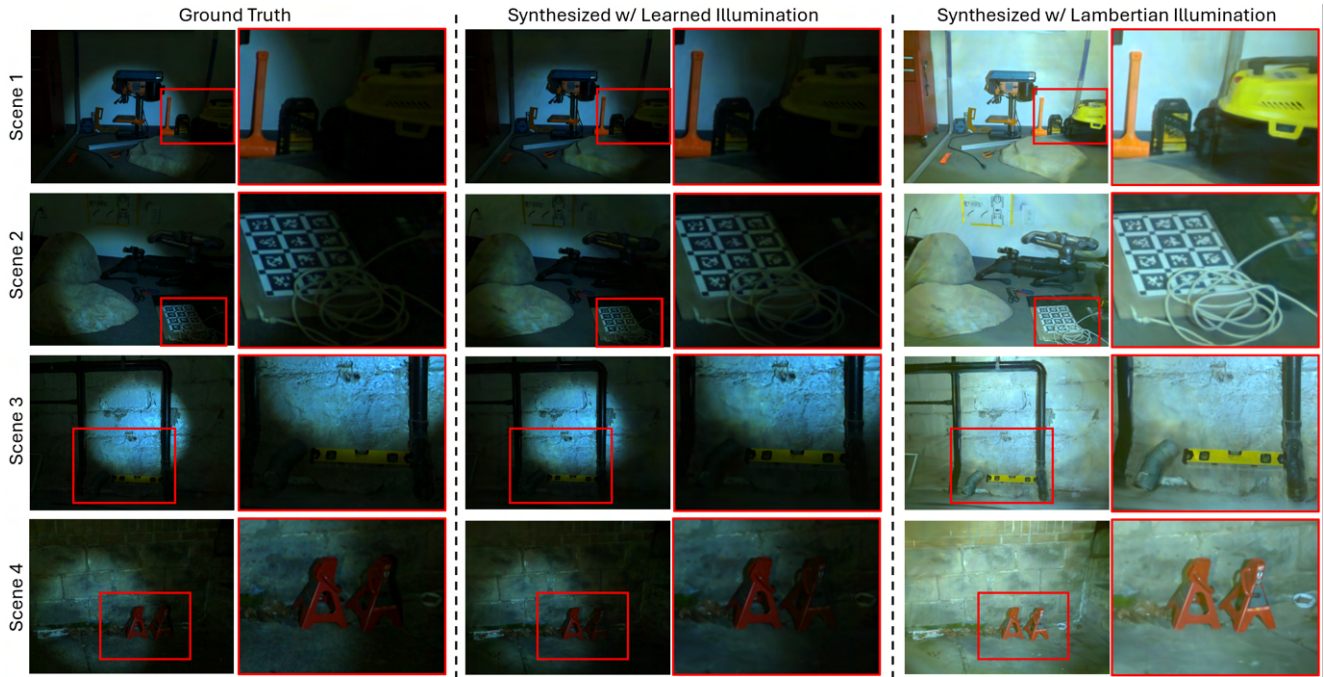 Ground Truth
Synthesized w/ Learned Illumination
Synthesized w/ Lambertian Illumination
Scene 1
Scene 2
Scene 3
Scene 4